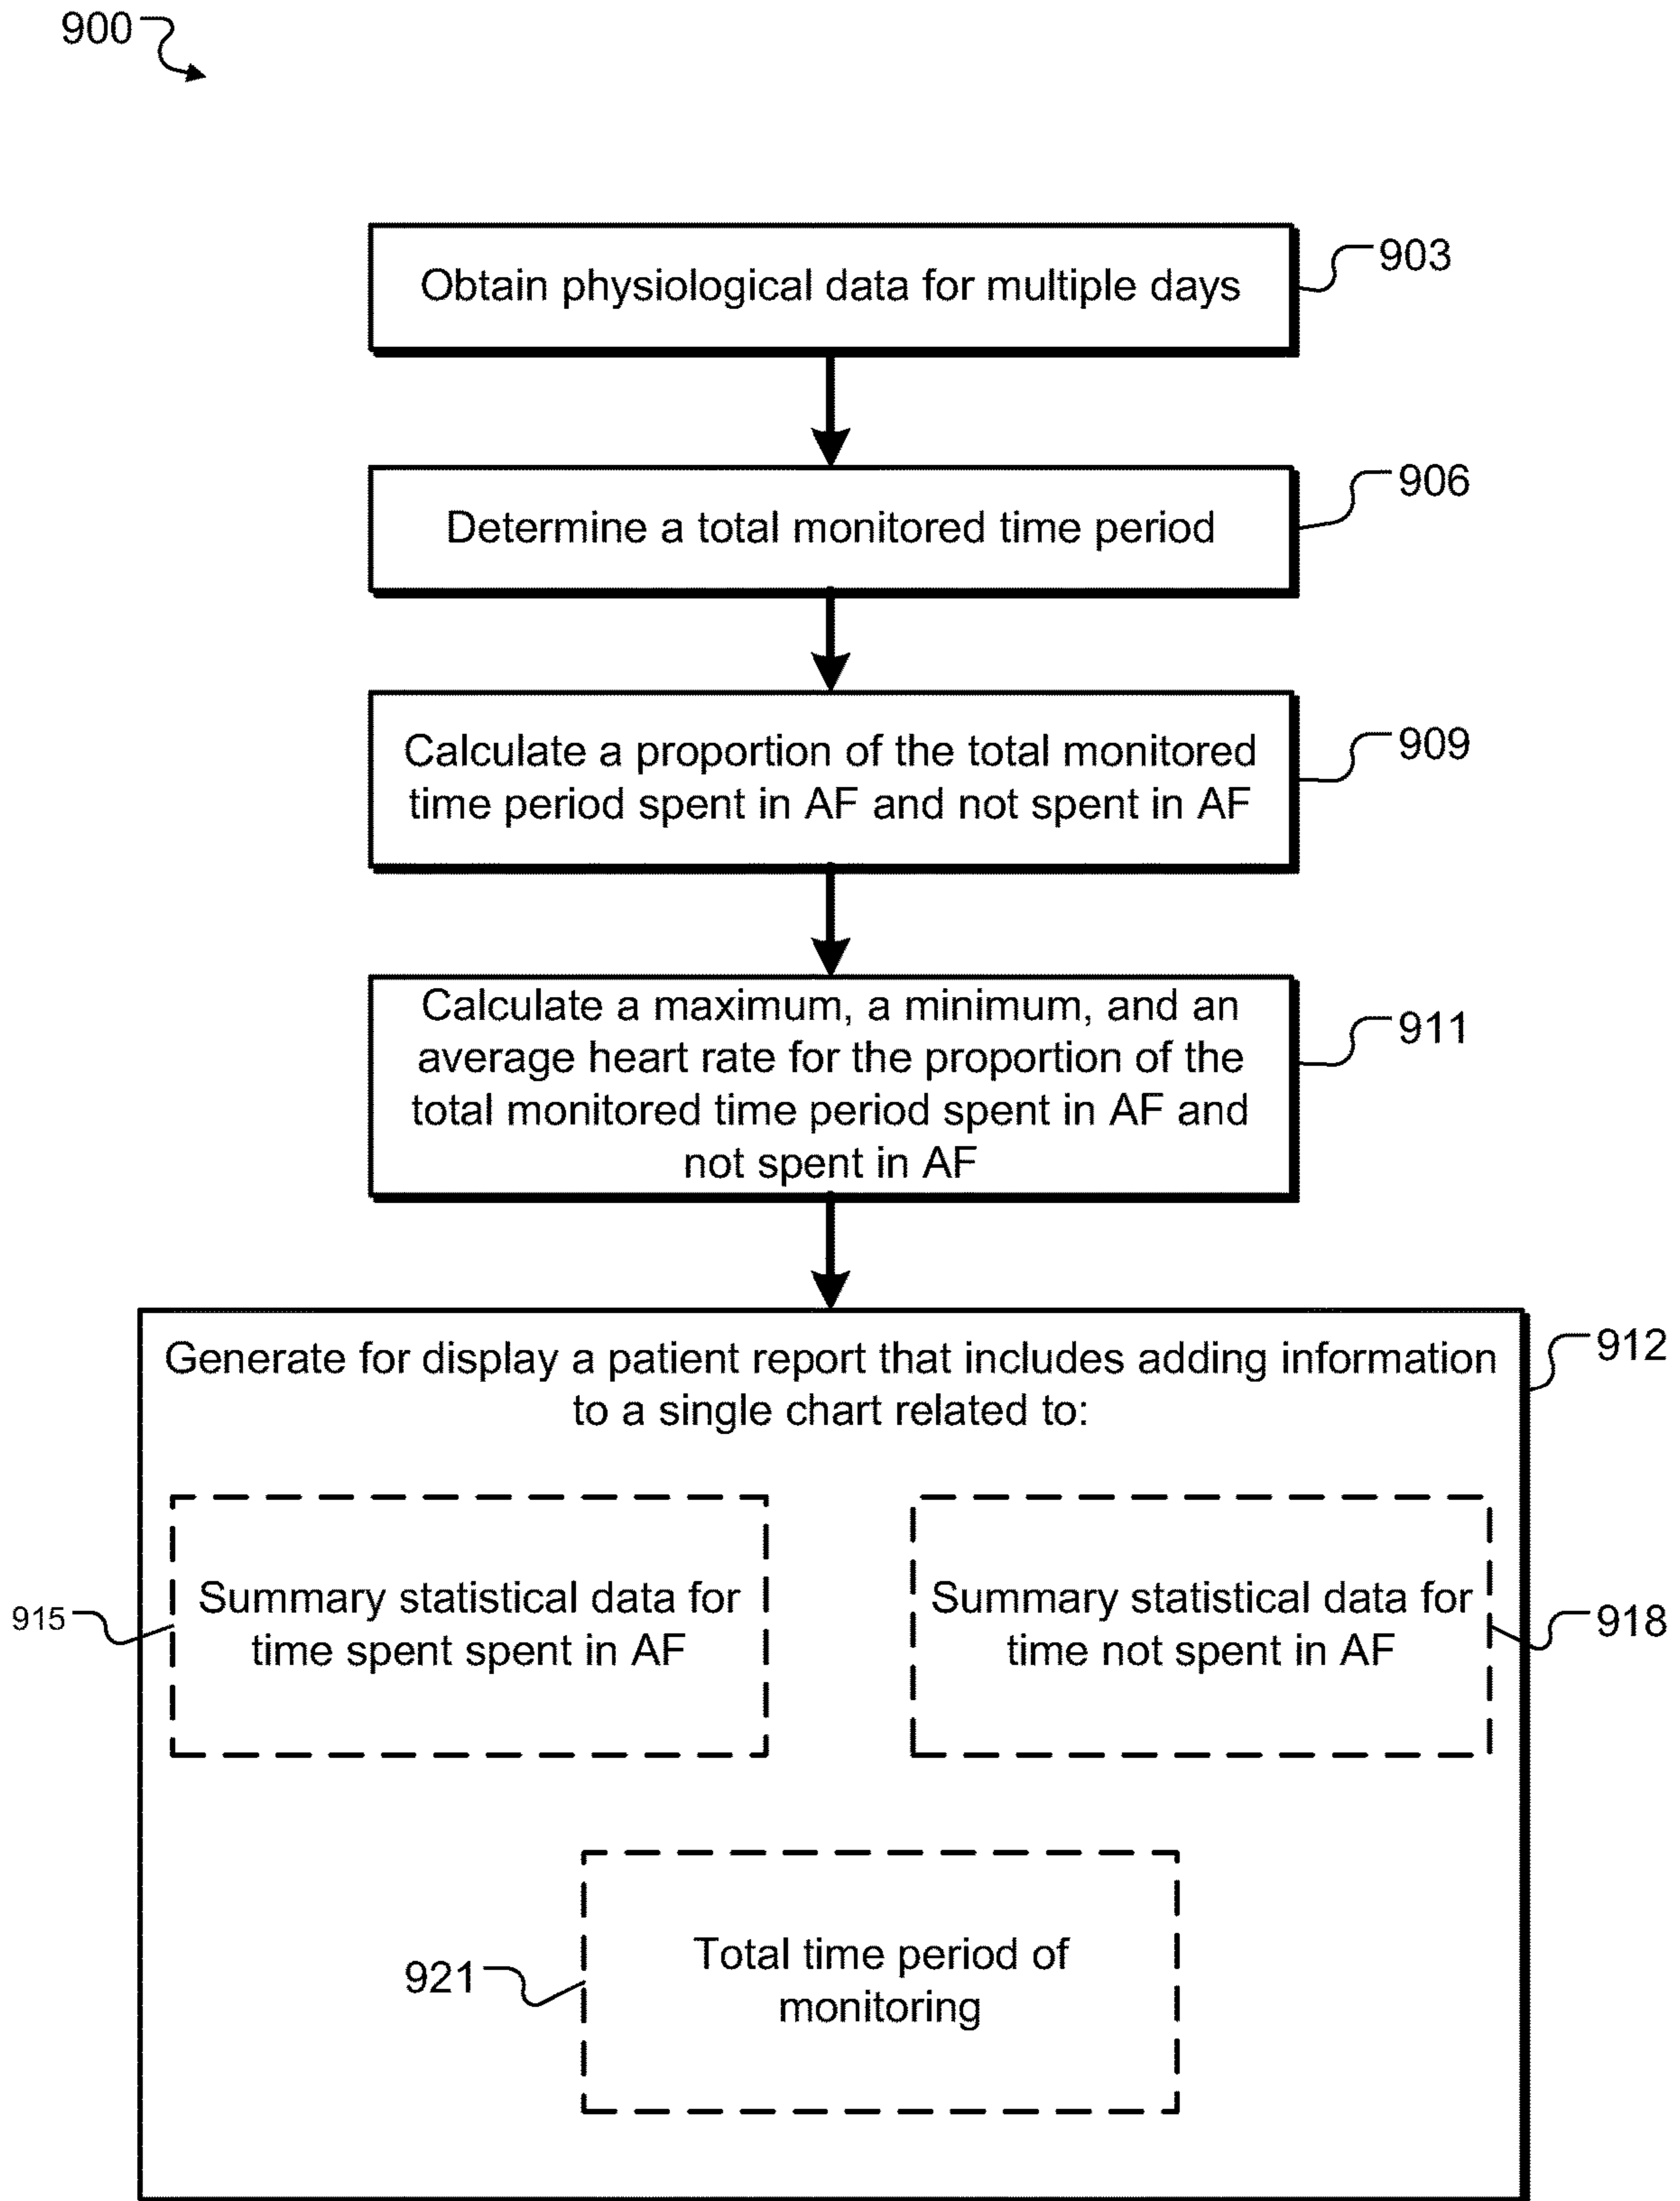 900
Obtain physiological data for multiple days
903
Determine a total monitored time period
906
Calculate a proportion of the total monitored
time period spent in AF and not spent in AF
909
Calculate a maximum, a minimum, and an
average heart rate for the proportion of the
total monitored time period spent in AF and
not spent in AF
911
Generate for display a patient report that includes adding information
to a single chart related to:
912
915
Summary statistical data for
time spent spent in AF
Summary statistical data for
time not spent in AF
918
921
Total time period of
monitoring